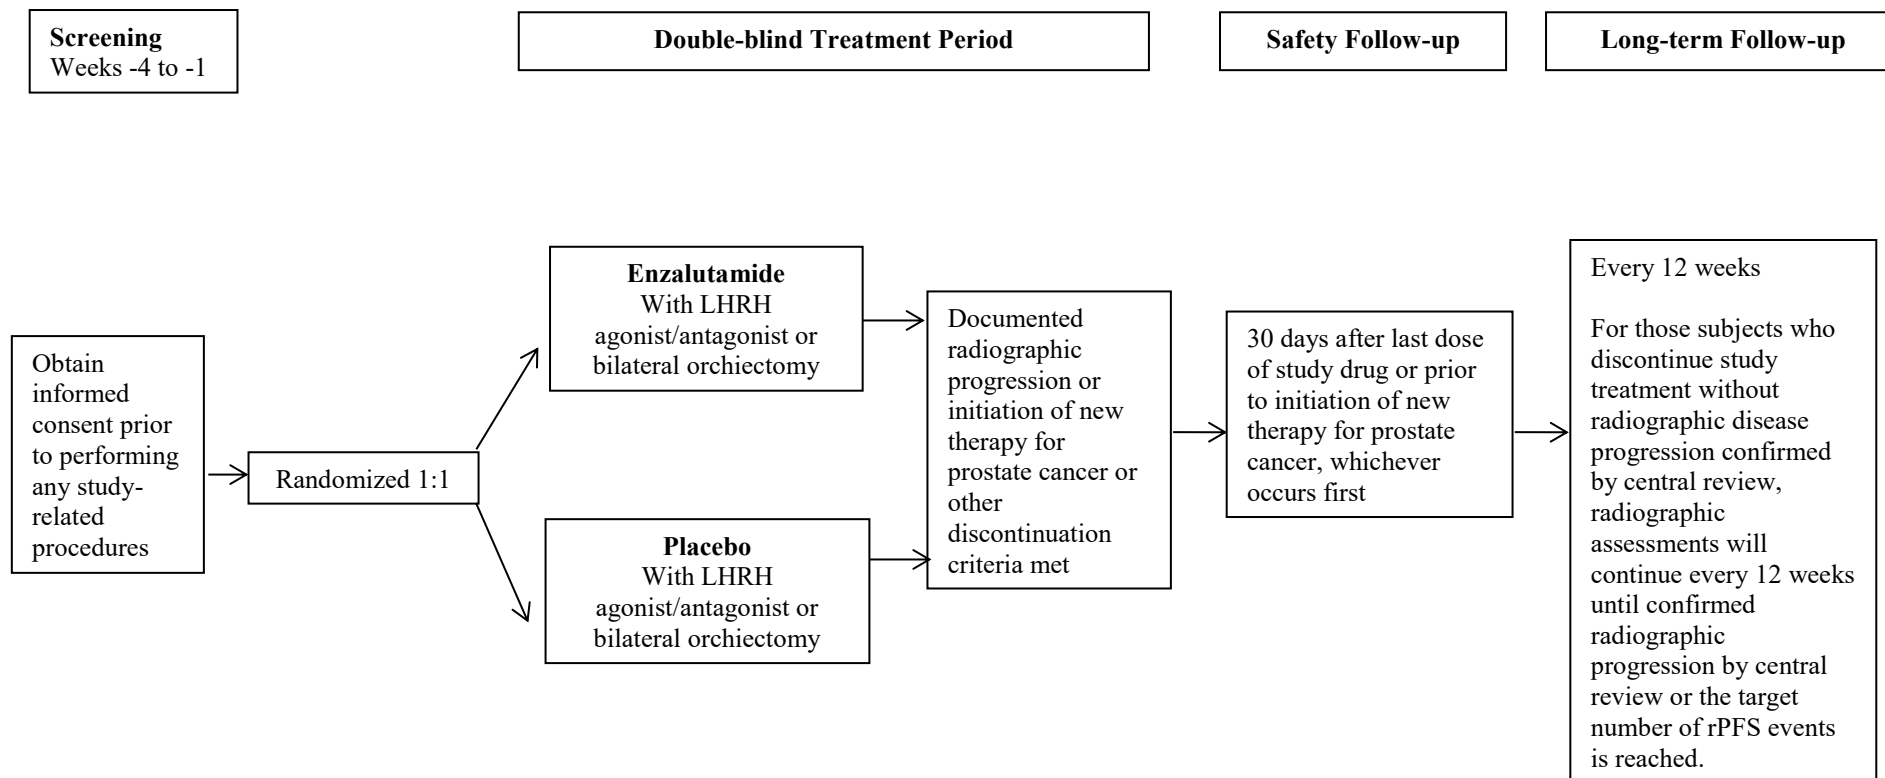 Screening
Weeks -4 to -1
Double-blind Treatment Period
Safety Follow-up
Long-term Follow-up
Obtain
informed
consent prior
to performing
any study-
related
procedures
Randomized 1:1
Enzalutamide
With LHRH
agonist/antagonist or
bilateral orchiectomy
Placebo
With LHRH
agonist/antagonist or
bilateral orchiectomy
Documented
radiographic
progression or
initiation of new
therapy for
prostate cancer or
other
discontinuation
criteria met
30 days after last dose
of study drug or prior
to initiation of new
therapy for prostate
cancer, whichever
occurs first
Every 12 weeks
For those subjects who
discontinue study
treatment without
radiographic disease
progression confirmed
by central review,
radiographic
assessments will
continue every 12 weeks
until confirmed
radiographic
progression by central
review or the target
number of rPFS events
is reached.